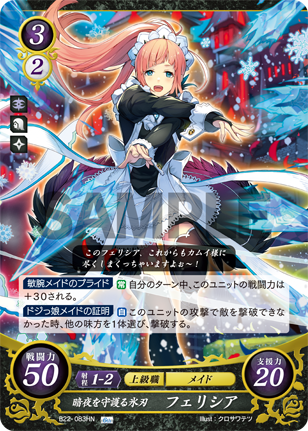 3
2
SAMPLE
このフェリシア、これからもカムイ様に
尽くしまくっちゃいますよぉ~!
敏腕メイドのプライド 常 自分のターン中、このユニットの戦闘力は
+30される。
ドジっ娘メイドの証明 自 このユニットの攻撃で敵を撃破できな
かった時、他の味方を1体選び、撃破する。
戦闘力 50
射程 1-2 上級職 メイド
支援力 20
暗夜を守護る氷刃 フェリシア
B22-083HN
Illust:クロサワテツ